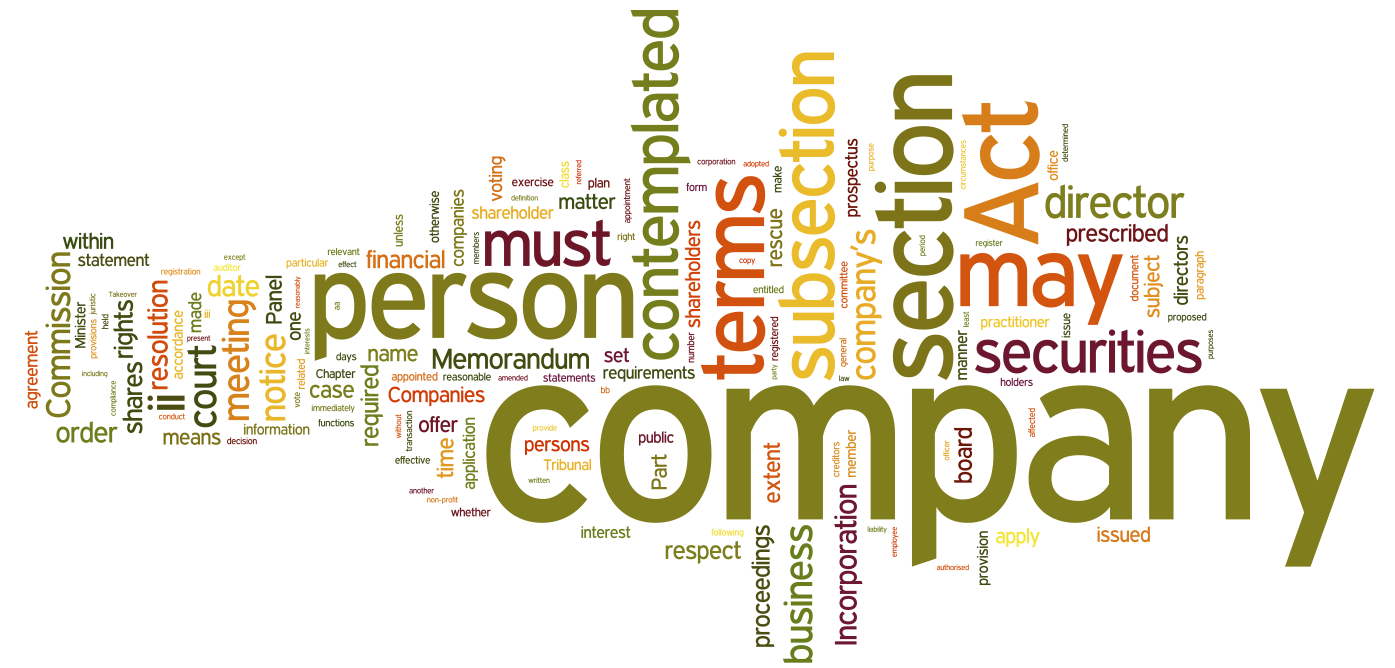 company
person
contemplated
section
subsection
terms
Act
may
must
securities
director
prescribed
office
determined
circumstances
register
period
practitioner
least
issue
manner
holders
document
subject
directors
paragraph
proposed
purposes
purpose
prospectus
committee
company's
general
law
make
rescue
entitled
registered
party
copy
adopted
corporation
form
shareholders
number
right
appointment
plan
referred
class
matter
exercise
definition
voting
shareholder
members
companies
otherwise
unless
financial
relevant
effect
particular
aa
Memorandum
set
requirements
name
days
Chapter
case
immediately
functions
required
appointed
reasonable
amended
statements
bb
Companies
offer
without
transaction
effective
time
application
another
non-profit
whether
provide
persons
Tribunal
written
public
Part
interest
respect
following
extent
proceedings
business
Incorporation
creditors
member
liability
employee
officer
board
authorised
affected
provision
apply
issued
within
statement
Commission
agreement
order
Minister
provisions
juristic
held
Takeover
including
compliance
rights
shares
registration
resolution
ii
conduct
accordance
made
iii
present
court
means
decision
information
meeting
date
auditor
except
Panel
notice
one
reasonably
interests
related
vote